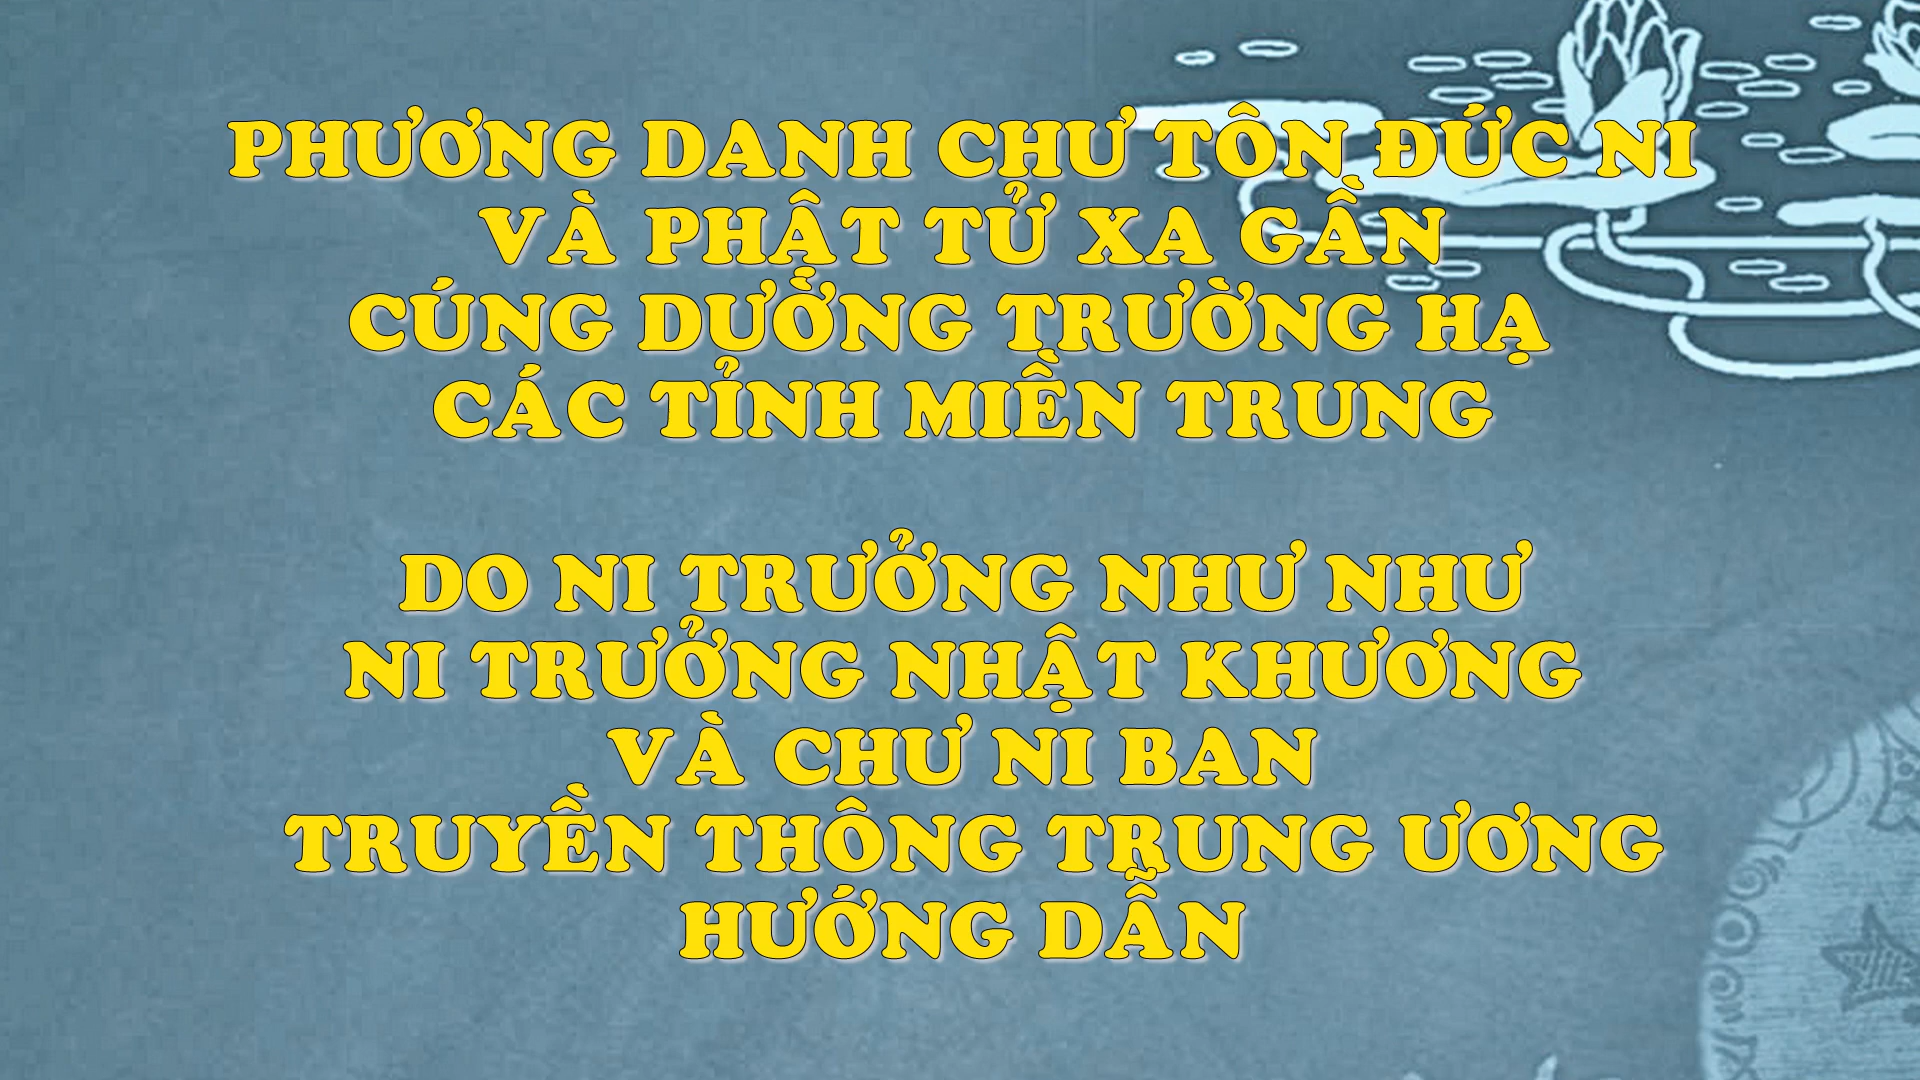 PHƯƠNG DANH CHƯ TÔN ĐỨC NI
VÀ PHẬT TỬ XA GẦN
CÚNG DƯỜNG TRƯỜNG HẠ
CÁC TỈNH MIỀN TRUNG
DO NI TRƯỞNG NHƯ NHƯ
NI TRƯỞNG NHẬT KHƯƠNG
VÀ CHƯ NI BAN
TRUYỀN THÔNG TRUNG ƯƠNG
HƯỚNG DẪN